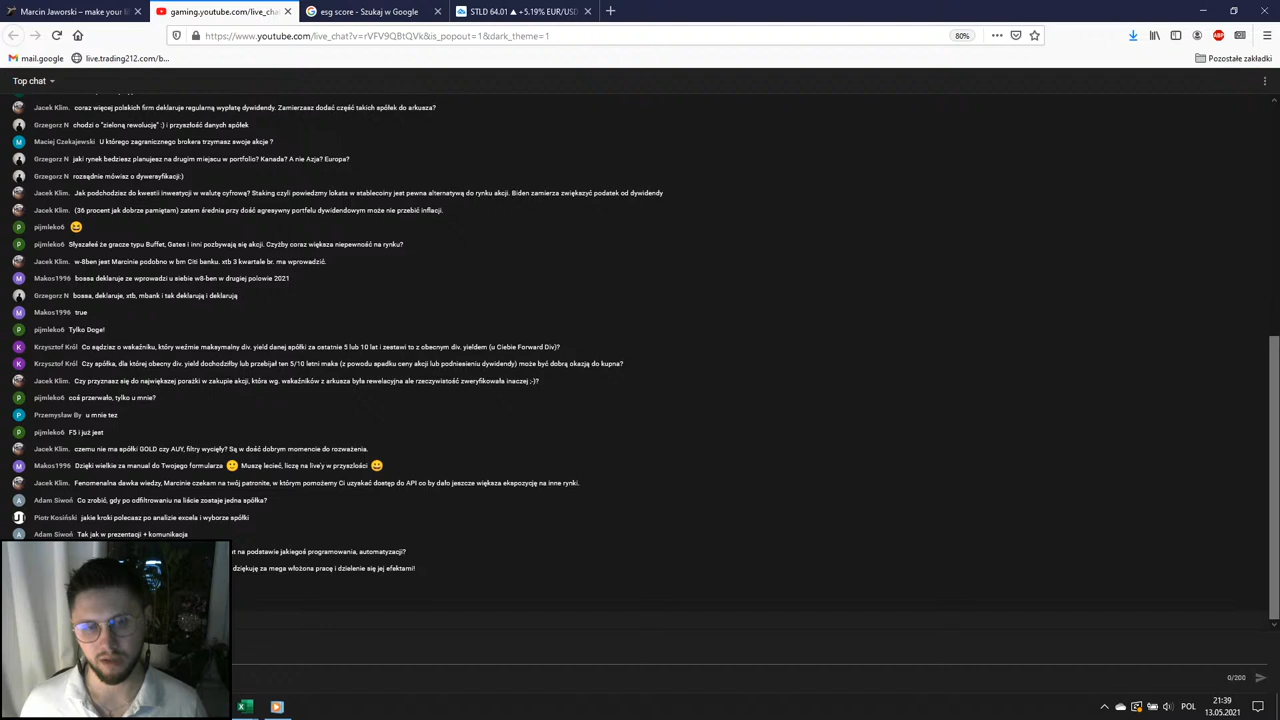 Marcin Jaworski – make your M
gaming.youtube.com/live_chat
esg score - Szukaj w Google
STLD 64.01 ▲ +5.19% EUR/USD
https://www.youtube.com/live_chat?v=rVFV9QBtQVk&is_popout=1&dark_theme=1
80%
ABP
mail.google
live.trading212.com/b...
Pozostałe zakładki
Top chat
Jacek Klim. coraz więcej polskich firm deklaruje regularną wypłatę dywidendy. Zamierzasz dodać część takich spółek do arkusza?
Grzegorz N chodzi o "zieloną rewolucję" :) i przyszłość danych spółek
M Maciej Czekajewski U którego zagranicznego brokera trzymasz swoje akcje ?
Grzegorz N jaki rynek bedziesz planujesz na drugim miejscu w portfolio? Kanada? A nie Azja? Europa?
Grzegorz N rozsądnie mówisz o dywersyfikacji:)
Jacek Klim. Jak podchodzisz do kwestii inwestycji w walutę cyfrową? Staking czyli powiedzmy lokata w stablecoiny jest pewna alternatywą do rynku akcji. Biden zamierza zwiększyć podatek od dywidendy
Jacek Klim. (36 procent jak dobrze pamiętam) zatem średnia przy dość agresywny portfelu dywidendowym może nie przebić inflacji.
P pijmleko6 😆
P pijmleko6 Słyszałeś że gracze typu Buffet, Gates i inni pozbywają się akcji. Czyżby coraz większa niepewność na rynku?
Jacek Klim. w-8ben jest Marcinie podobno w bm Citi banku. xtb 3 kwartale br. ma wprowadzić.
M Makos1996 bossa deklaruje ze wprowadzi u siebie w8-ben w drugiej polowie 2021
Grzegorz N bossa, deklaruje, xtb, mbank i tak deklarują i deklarują
M Makos1996 true
P pijmleko6 Tylko Doge!
K Krzysztof Król Co sądzisz o wskaźniku, który weźmie maksymalny div. yield danej spółki za ostatnie 5 lub 10 lat i zestawi to z obecnym div. yieldem (u Ciebie Forward Div)?
K Krzysztof Król Czy spółka, dla której obecny div. yield dochodziłby lub przebijał ten 5/10 letni maks (z powodu spadku ceny akcji lub podniesieniu dywidendy) może być dobrą okazją do kupna?
Jacek Klim. Czy przyznasz się do największej porażki w zakupie akcji, która wg. wskaźników z arkusza była rewelacyjna ale rzeczywistość zweryfikowała inaczej ;-)?
P pijmleko6 coś przerwało, tylko u mnie?
P Przemysław By u mnie tez
P pijmleko6 F5 i już jest
Jacek Klim. czemu nie ma spółki GOLD czy AUY, filtry wycięły? Są w dość dobrym momencie do rozważenia.
M Makos1996 Dzięki wielkie za manual do Twojego formularza 🙂 Muszę lecieć, liczę na live'y w przyszłości 😀
Jacek Klim. Fenomenalna dawka wiedzy, Marcinie czekam na twój patronite, w którym pomożemy Ci uzyskać dostęp do API co by dało jeszcze większa ekspozycję na inne rynki.
A Adam Siwoń Co zrobić, gdy po odfiltrowaniu na liście zostaje jedna spółka?
Piotr Kosiński jakie kroki polecasz po analizie excela i wyborze spółki
A Adam Siwoń Tak jak w prezentacji + komunikacja
na podstawie jakiegoś programowania, automatyzacji?
dziękuję za mega włożona pracę i dzielenie się jej efektami!
0/200
POL
21:39
13.05.2021